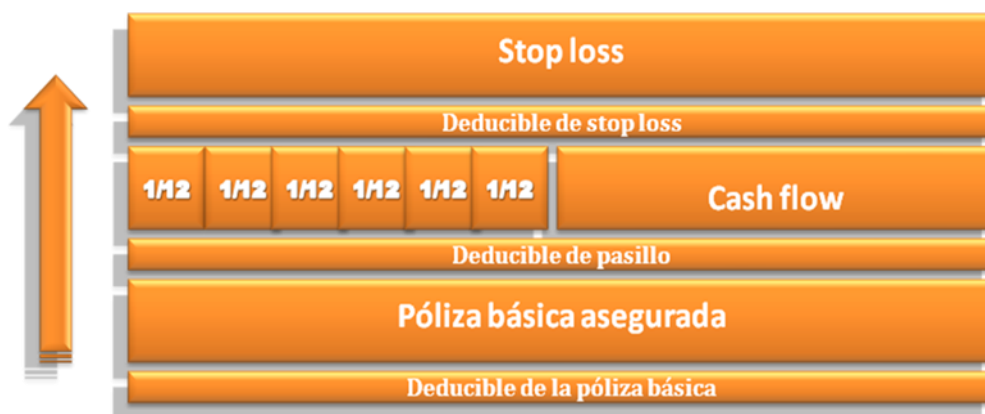 Stop loss
Deducible de stop loss
1/12 1/12 1/12 1/12 1/12 1/12 Cash flow
Deducible de pasillo
Póliza básica asegurada
Deducible de la póliza básica